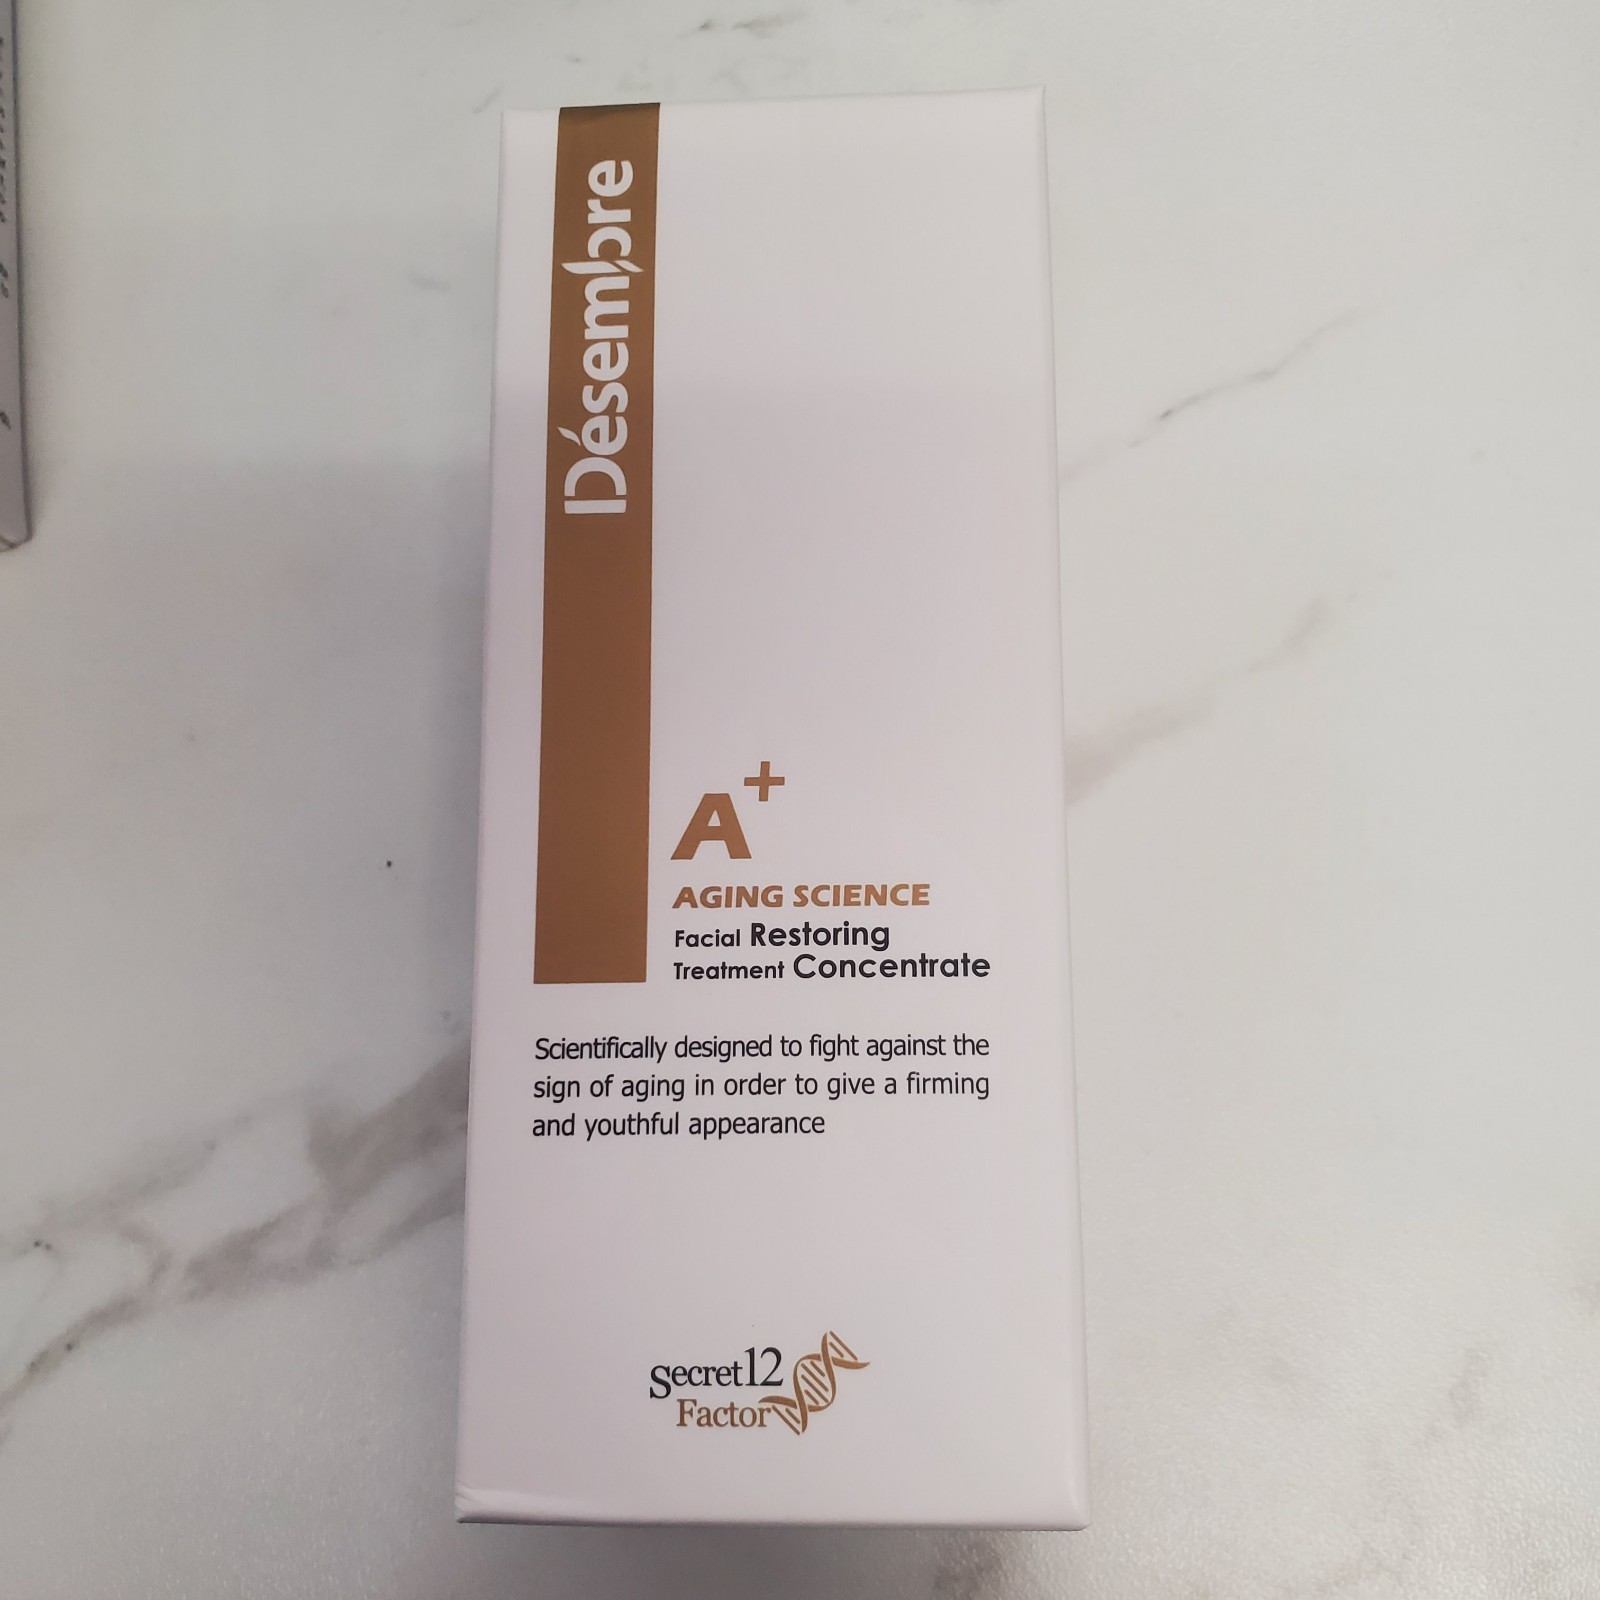 Désembre
A+
AGING SCIENCE
Facial Restoring
Treatment Concentrate
Scientifically designed to fight against the
sign of aging in order to give a firming
and youthful appearance
Secret12
Factor